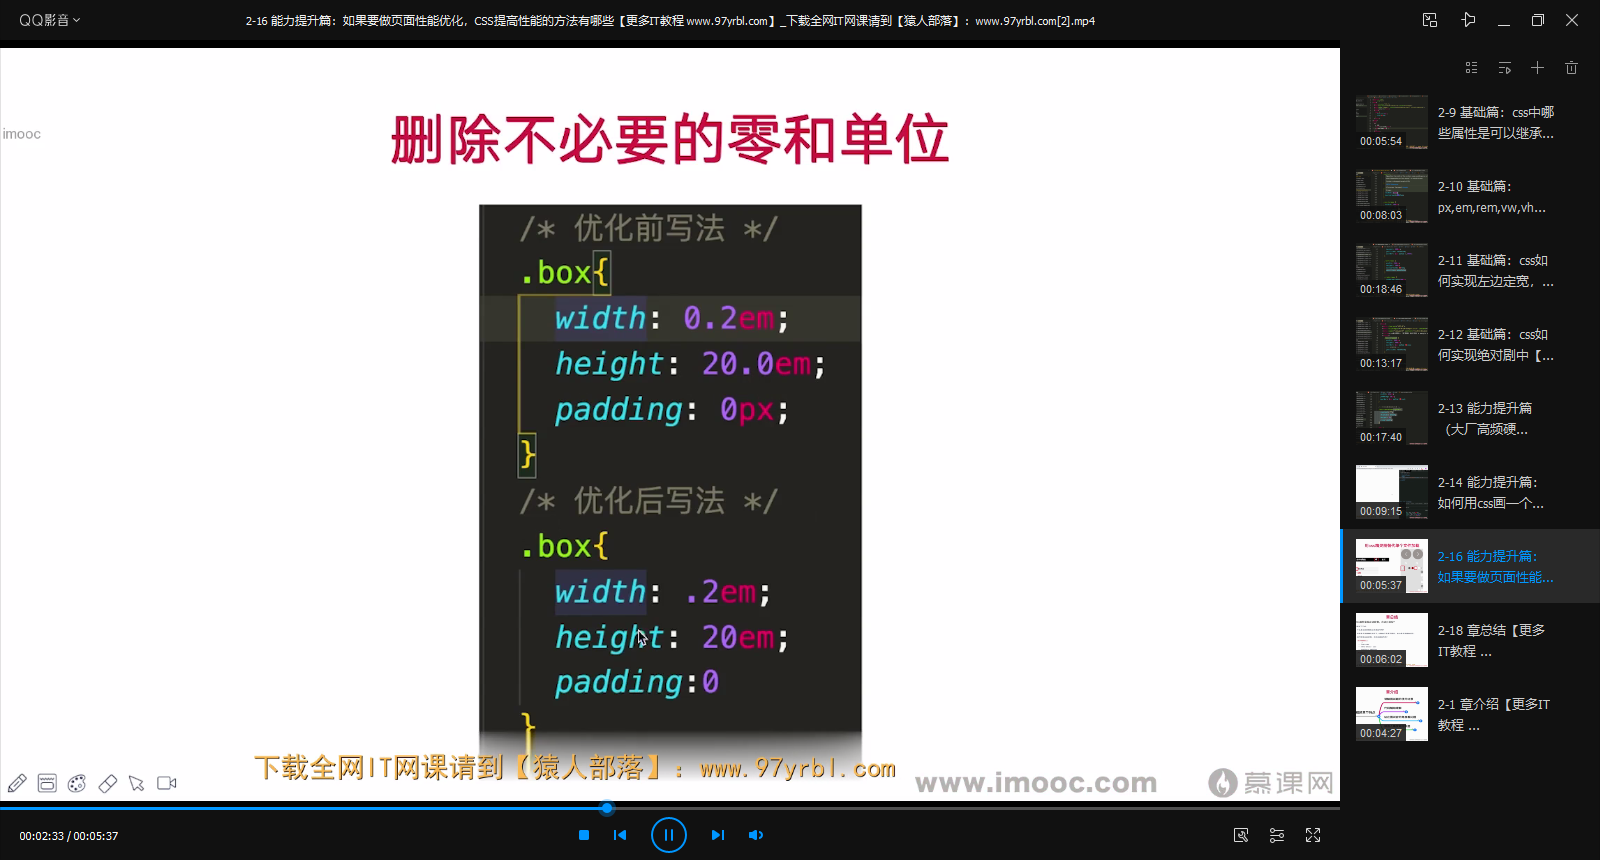 QQ影音
2-16 能力提升篇：如果要做页面性能优化，CSS提高性能的方法有哪些【更多IT教程 www.97yrbl.com】_下载全网IT网课请到【猿人部落】：www.97yrbl.com[2].mp4
imooc
删除不必要的零和单位
/* 优化前写法 */
.box{
width: 0.2em;
height: 20.0em;
padding: 0px;
}
/* 优化后写法 */
.box{
width: .2em;
height: 20em;
padding:0
}
下载全网IT网课请到【猿人部落】：www.97yrbl.com
www.imooc.com
慕课网
00:02:33 / 00:05:37
00:05:54
2-9 基础篇：css中哪
些属性是可以继承...
00:08:03
2-10 基础篇：
px,em,rem,vw,vh...
00:18:46
2-11 基础篇：css如
何实现左边定宽，...
00:13:17
2-12 基础篇：css如
何实现绝对剧中【...
00:17:40
2-13 能力提升篇
（大厂高频硬...
00:09:15
2-14 能力提升篇：
如何用css画一个...
00:05:37
2-16 能力提升篇：
如果要做页面性能...
00:06:02
2-18 章总结【更多
IT教程 ...
00:04:27
2-1 章介绍【更多IT
教程 ...